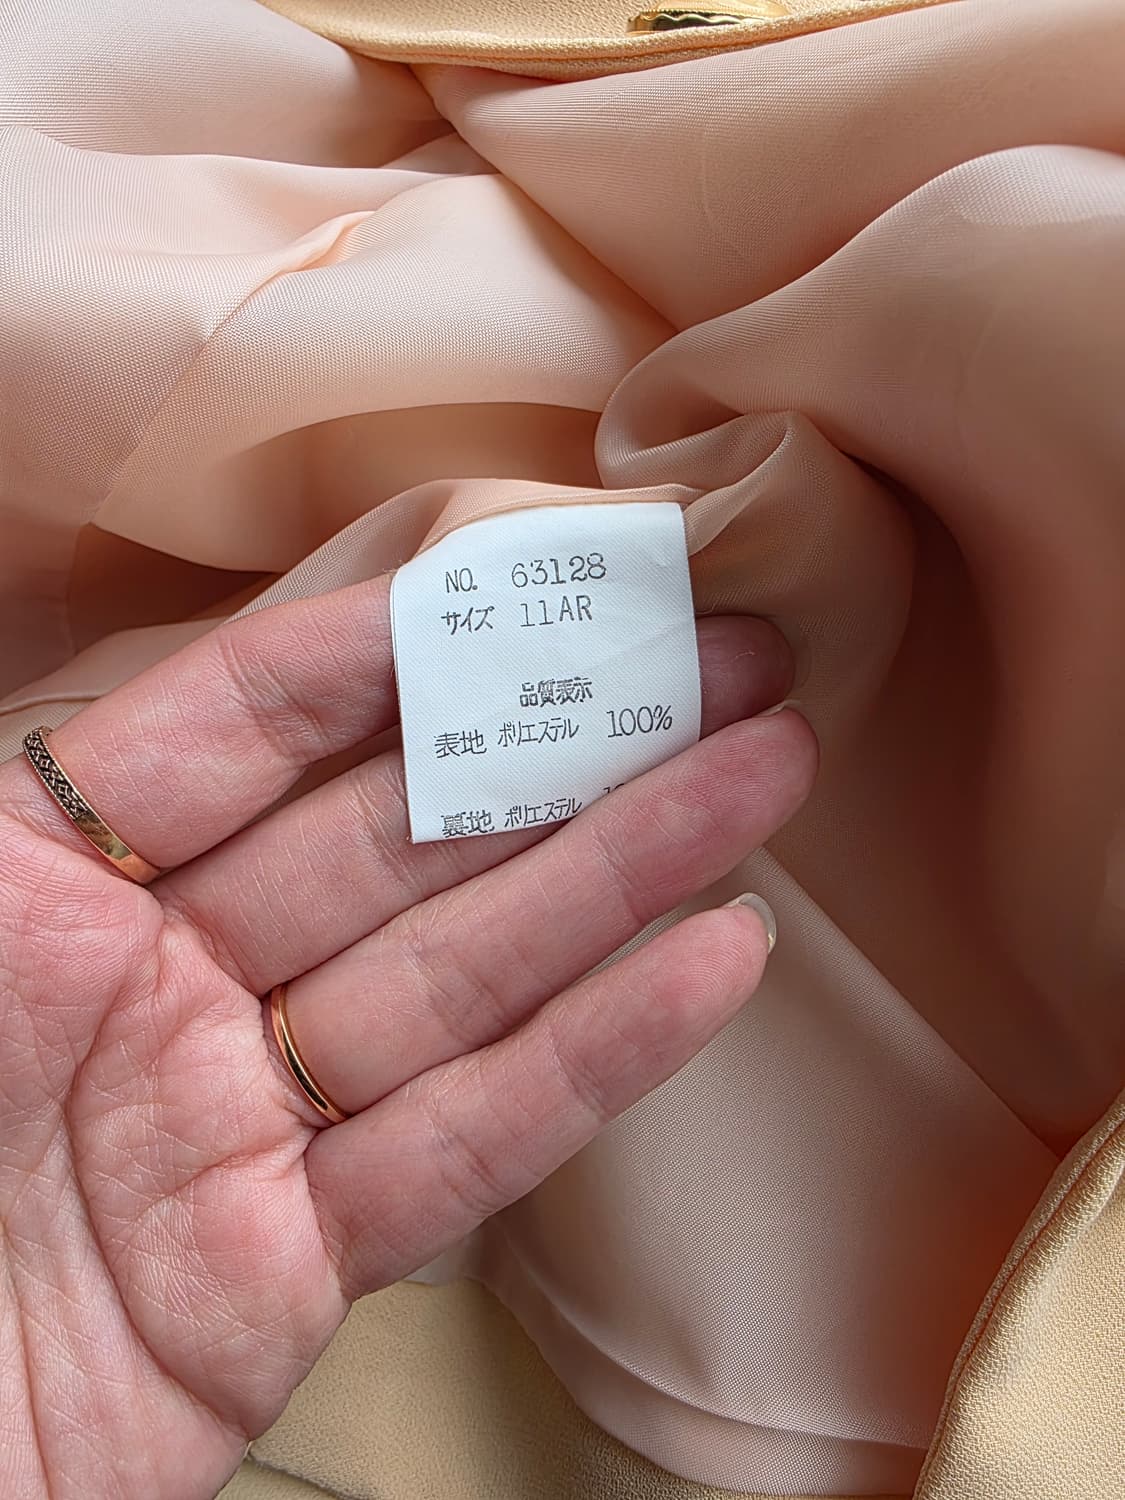 NO. 63128
サイズ 11AR
品質表示
表地 ポリエステル 100%
裏地 ポリエステル